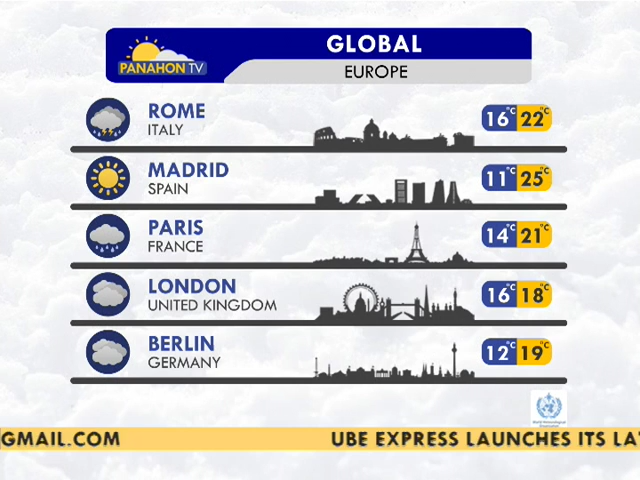 GLOBAL
PANAHON TV
EUROPE
ROME
ITALY
16°C 22°C
MADRID
SPAIN
11°C 25°C
PARIS
FRANCE
14°C 21°C
LONDON
UNITED KINGDOM
16°C 18°C
BERLIN
GERMANY
12°C 19°C
GMAIL.COM UBE EXPRESS LAUNCHES ITS LA